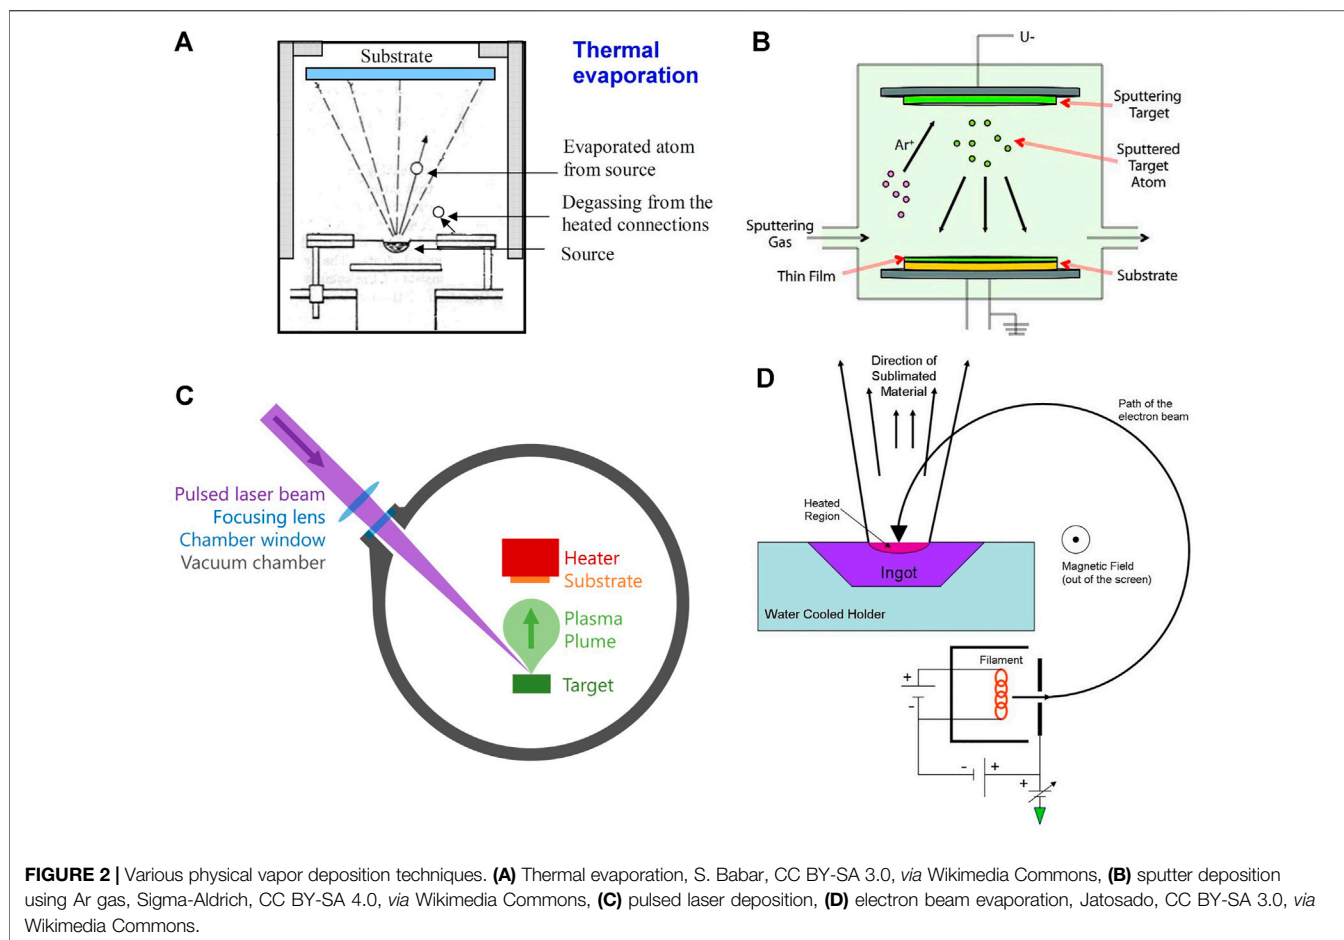 A
Substrate
Thermal
evaporation
Evaporated atom
from source
Degassing from the
heated connections
Source
B
U-
Sputtering
Target
Ar+
Sputtered
Target
Atom
Sputtering
Gas
Thin Film
Substrate
C
Pulsed laser beam
Focusing lens
Chamber window
Vacuum chamber
Heater
Substrate
Plasma
Plume
Target
D
Direction of
Sublimated
Material
Path of the
electron beam
Heated
Region
Ingot
Magnetic Field
(out of the screen)
Water Cooled Holder
Filament
+
-
- +
+
FIGURE 2 | Various physical vapor deposition techniques. (A) Thermal evaporation, S. Babar, CC BY-SA 3.0, via Wikimedia Commons, (B) sputter deposition
using Ar gas, Sigma-Aldrich, CC BY-SA 4.0, via Wikimedia Commons, (C) pulsed laser deposition, (D) electron beam evaporation, Jatosado, CC BY-SA 3.0, via
Wikimedia Commons.